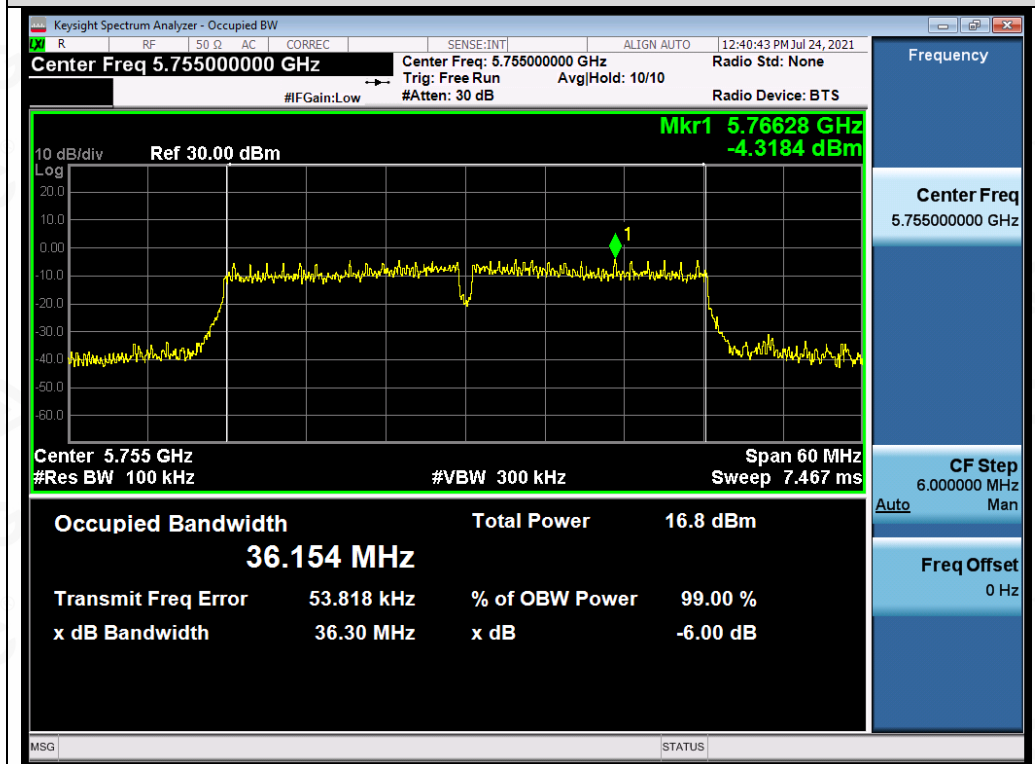 Keysight Spectrum Analyzer - Occupied BW
LXI R RF 50 Ω AC CORREC SENSE:INT ALIGN AUTO 12:40:43 PM Jul 24, 2021
Center Freq 5.755000000 GHz
Center Freq: 5.755000000 GHz Radio Std: None
Trig: Free Run Avg|Hold: 10/10
#IFGain:Low #Atten: 30 dB Radio Device: BTS
Frequency
Mkr1 5.76628 GHz
-4.3184 dBm
10 dB/div Ref 30.00 dBm
Log
20.0
10.0
0.00
-10.0
-20.0
-30.0
-40.0
-50.0
-60.0
1
Center 5.755 GHz Span 60 MHz
#Res BW 100 kHz #VBW 300 kHz Sweep 7.467 ms
Center Freq
5.755000000 GHz
CF Step
6.000000 MHz
Auto Man
Freq Offset
0 Hz
Occupied Bandwidth Total Power 16.8 dBm
36.154 MHz
Transmit Freq Error 53.818 kHz % of OBW Power 99.00 %
x dB Bandwidth 36.30 MHz x dB -6.00 dB
MSG STATUS